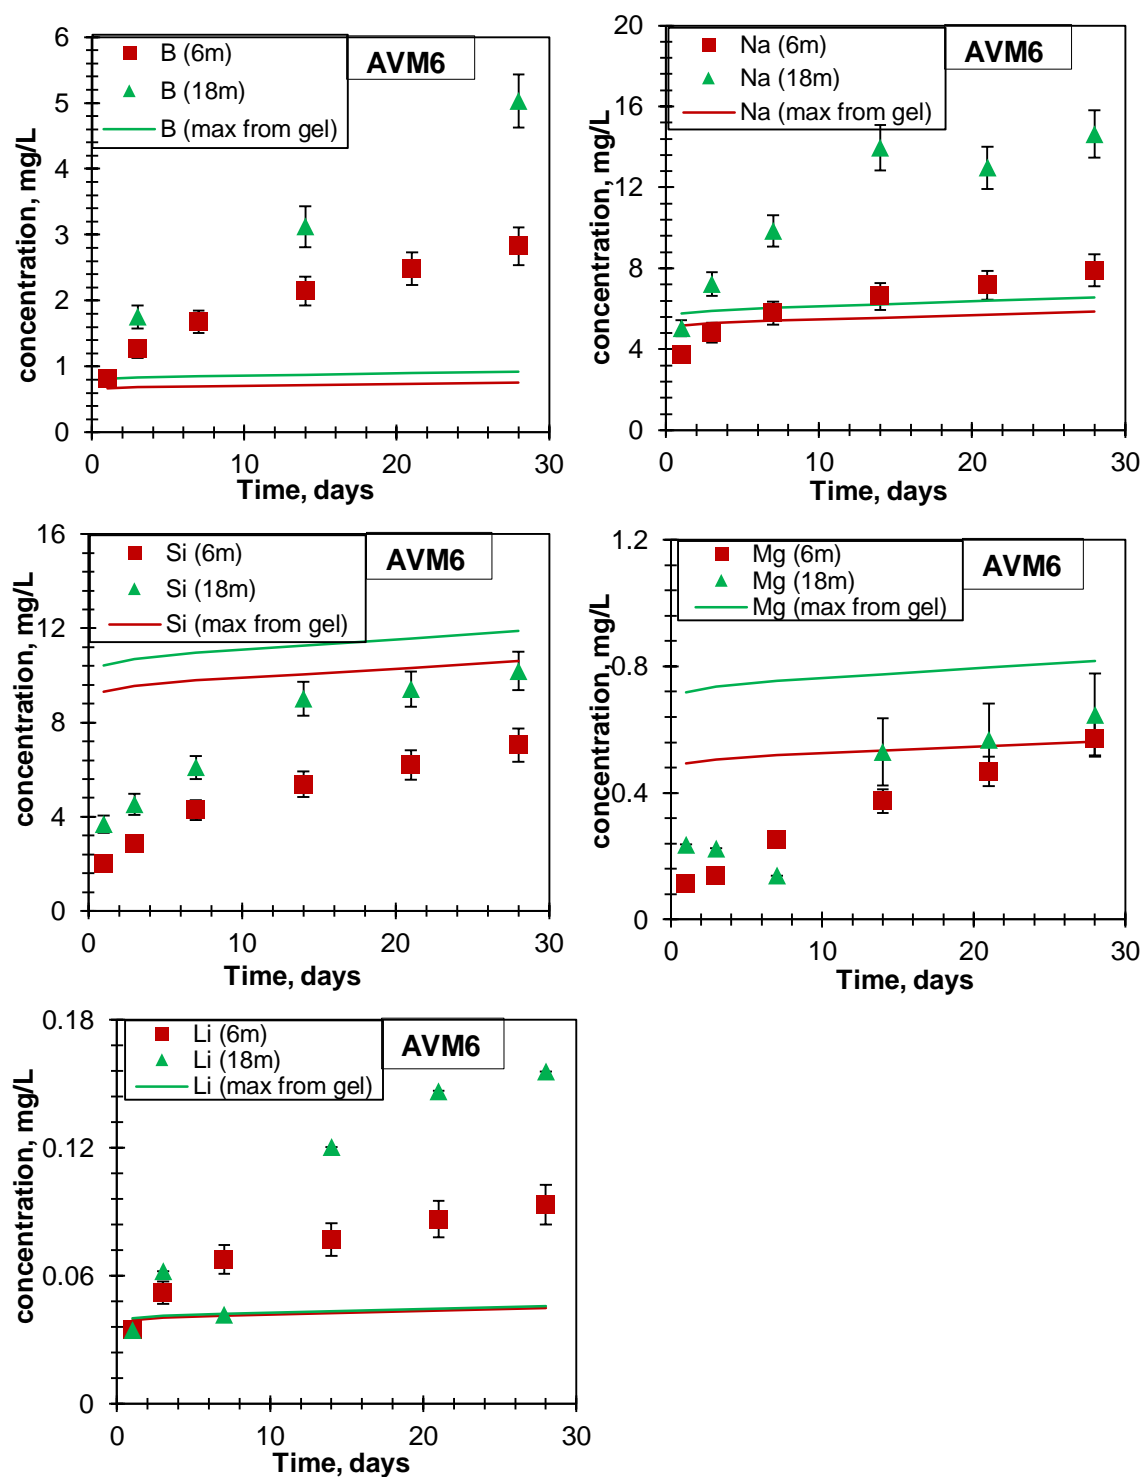 B (6m)
B (18m)
B (max from gel)
AVM6
concentration, mg/L
6
5
4
3
2
1
0
0
10
20
30
Time, days
Na (6m)
Na (18m)
Na (max from gel)
AVM6
concentration, mg/L
20
16
12
8
4
0
0
10
20
30
Time, days
Si (6m)
Si (18m)
Si (max from gel)
AVM6
concentration, mg/L
16
12
8
4
0
0
10
20
30
Time, days
Mg (6m)
Mg (18m)
Mg (max from gel)
AVM6
concentration, mg/L
1.2
0.8
0.4
0
0
10
20
30
Time, days
Li (6m)
Li (18m)
Li (max from gel)
AVM6
concentration, mg/L
0.18
0.12
0.06
0
0
10
20
30
Time, days